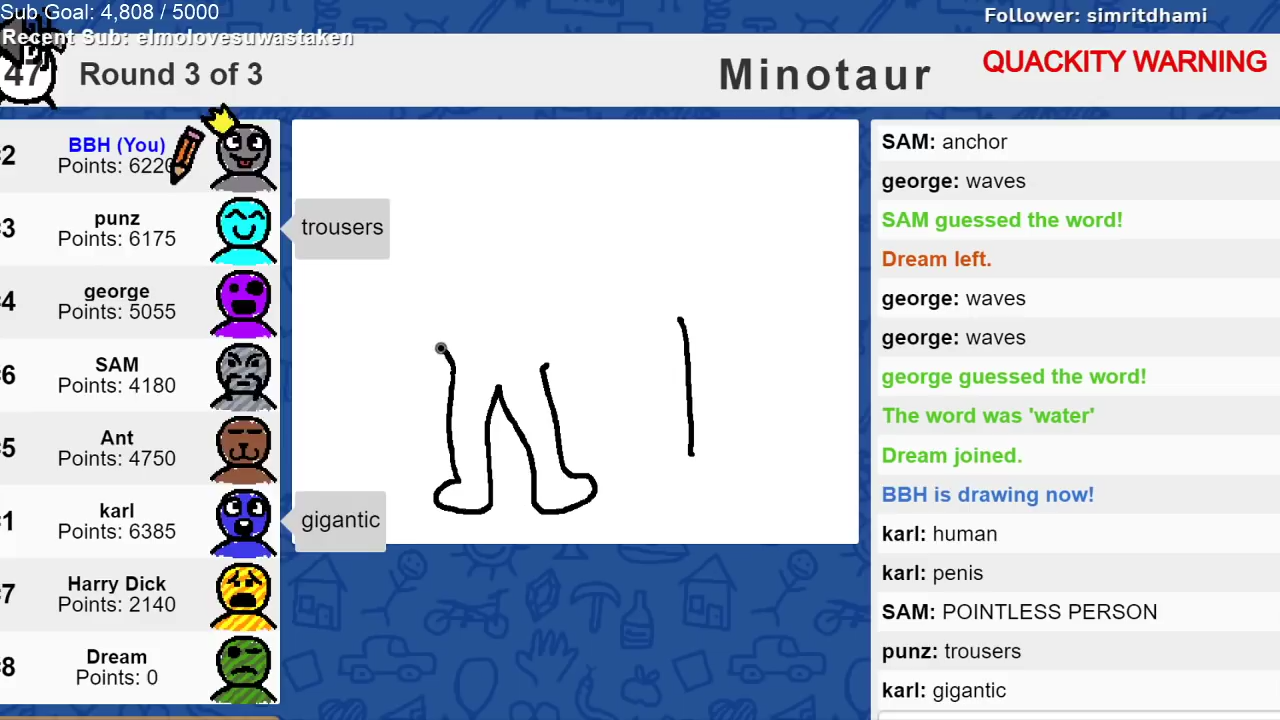 Sub Goal: 4,808 / 5000
Follower: simritdhami
Recent Sub: elmolovesuwastaken
47
Round 3 of 3
Minotaur
QUACKITY WARNING
#2
BBH (You)
Points: 6220
#3
punz
Points: 6175
trousers
#4
george
Points: 5055
#6
SAM
Points: 4180
#5
Ant
Points: 4750
#1
karl
Points: 6385
gigantic
#7
Harry Dick
Points: 2140
#8
Dream
Points: 0
SAM: anchor
george: waves
SAM guessed the word!
Dream left.
george: waves
george: waves
george guessed the word!
The word was 'water'
Dream joined.
BBH is drawing now!
karl: human
karl: penis
SAM: POINTLESS PERSON
punz: trousers
karl: gigantic